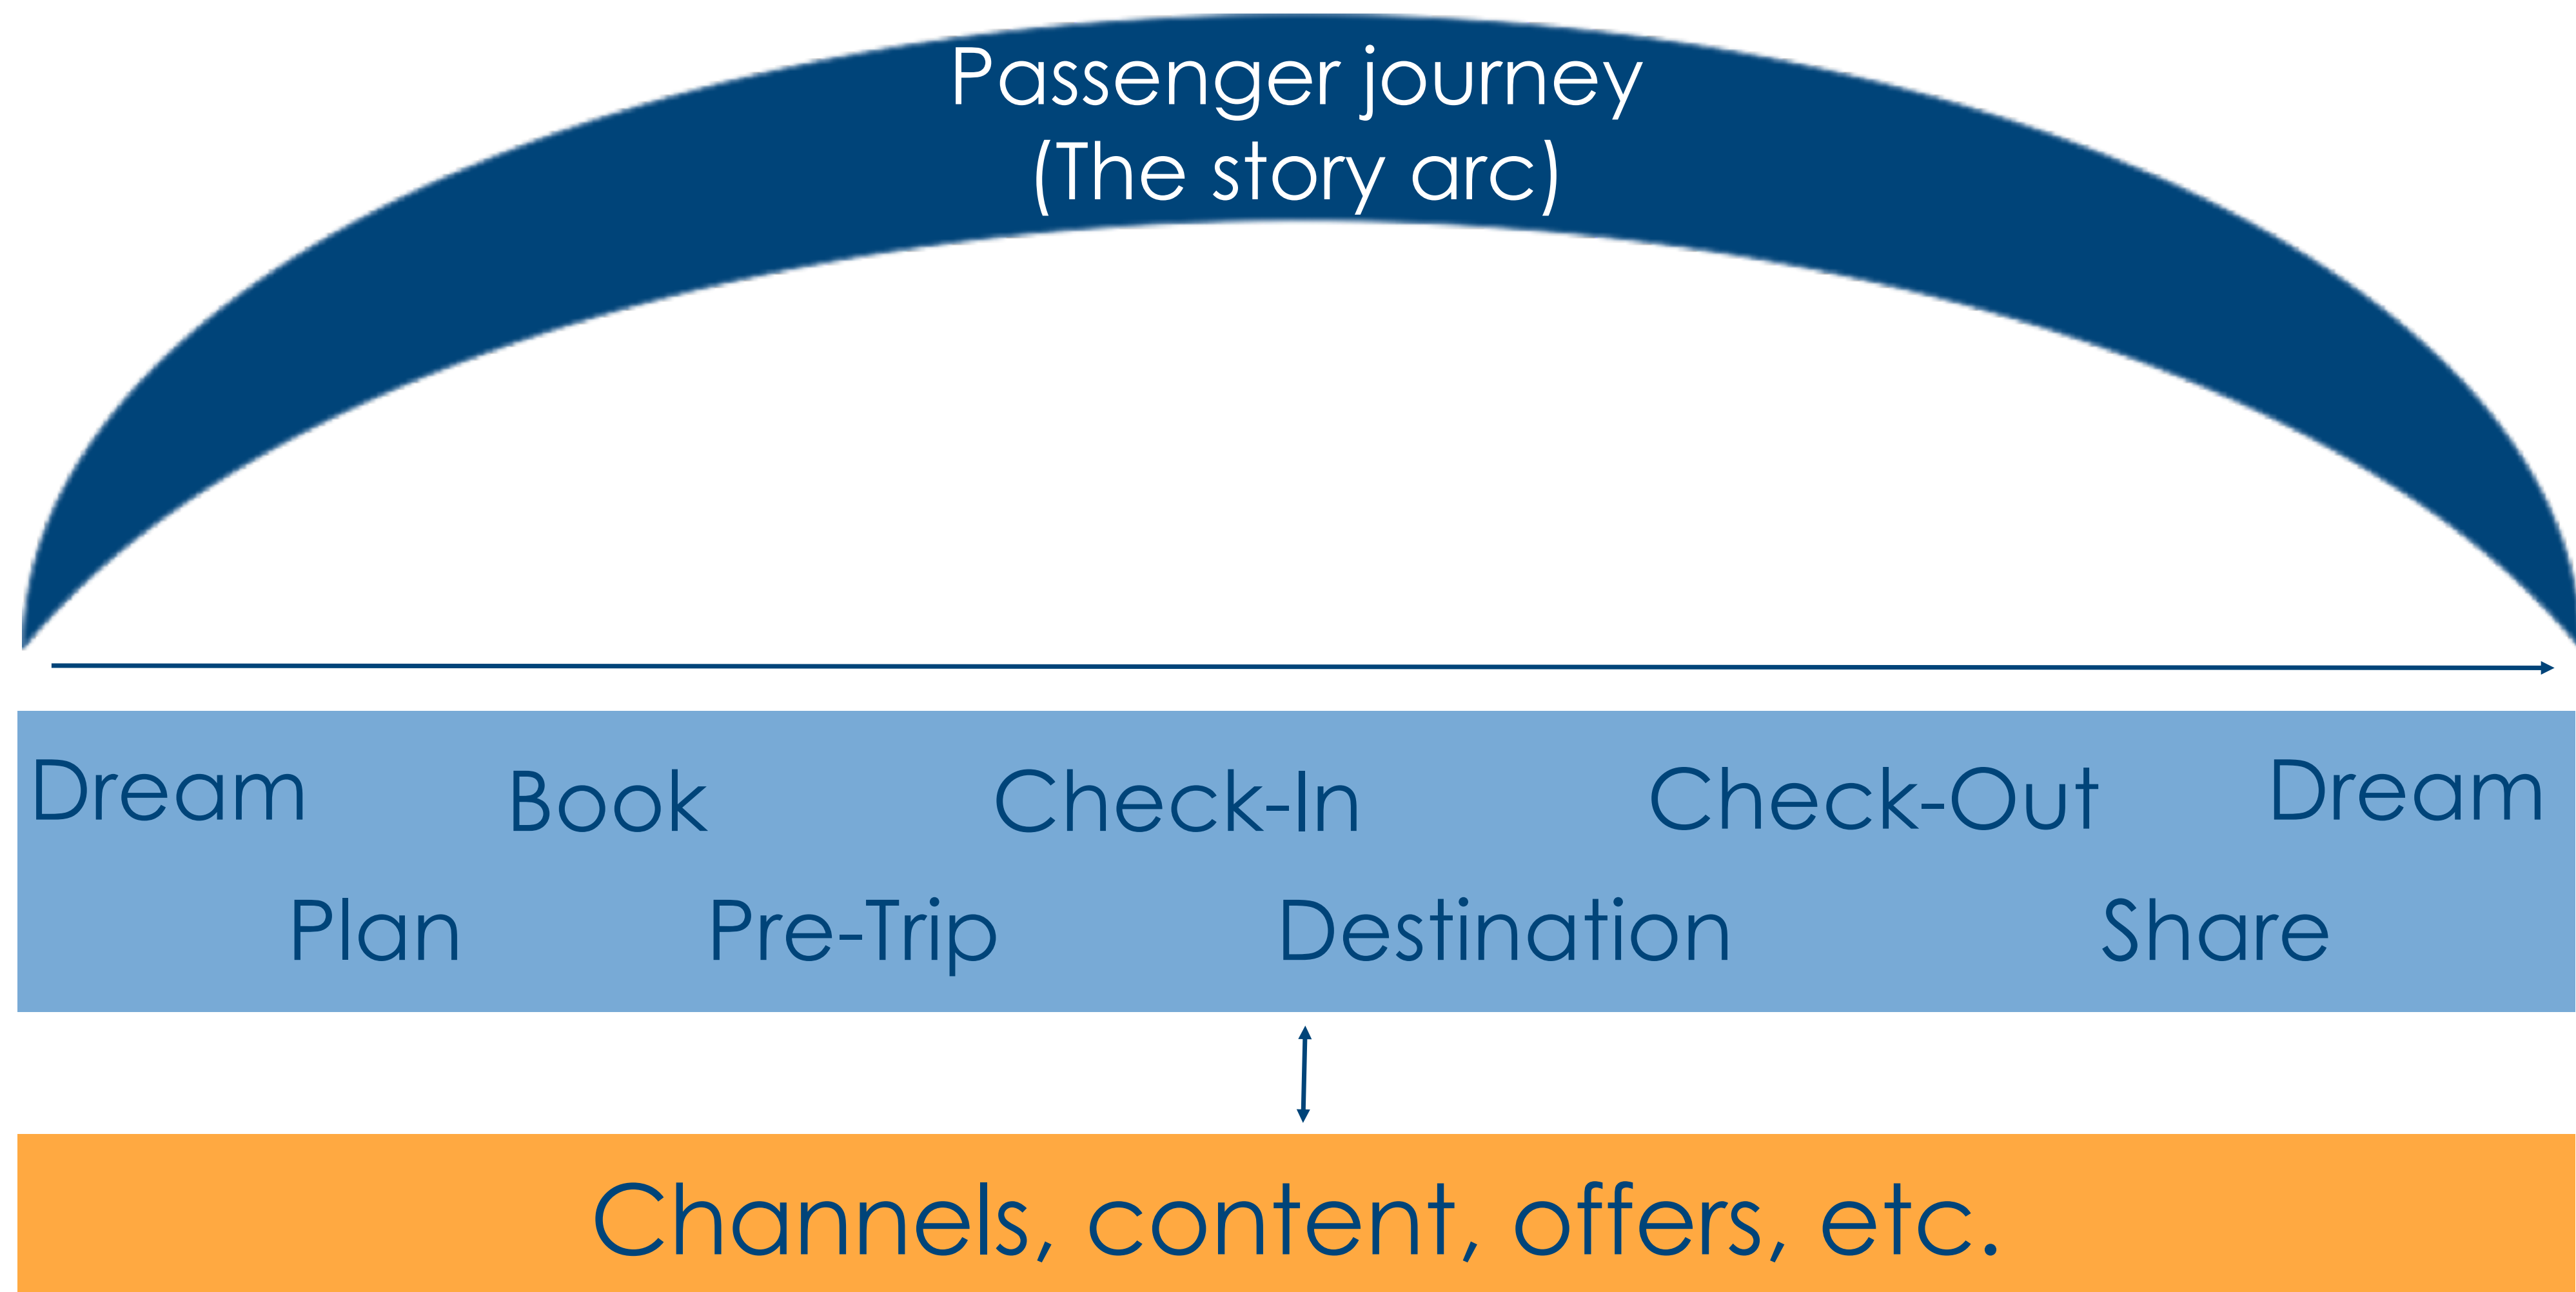 Passenger journey
(The story arc)
Dream
Book
Check-In
Check-Out
Dream
Plan
Pre-Trip
Destination
Share
Channels, content, offers, etc.